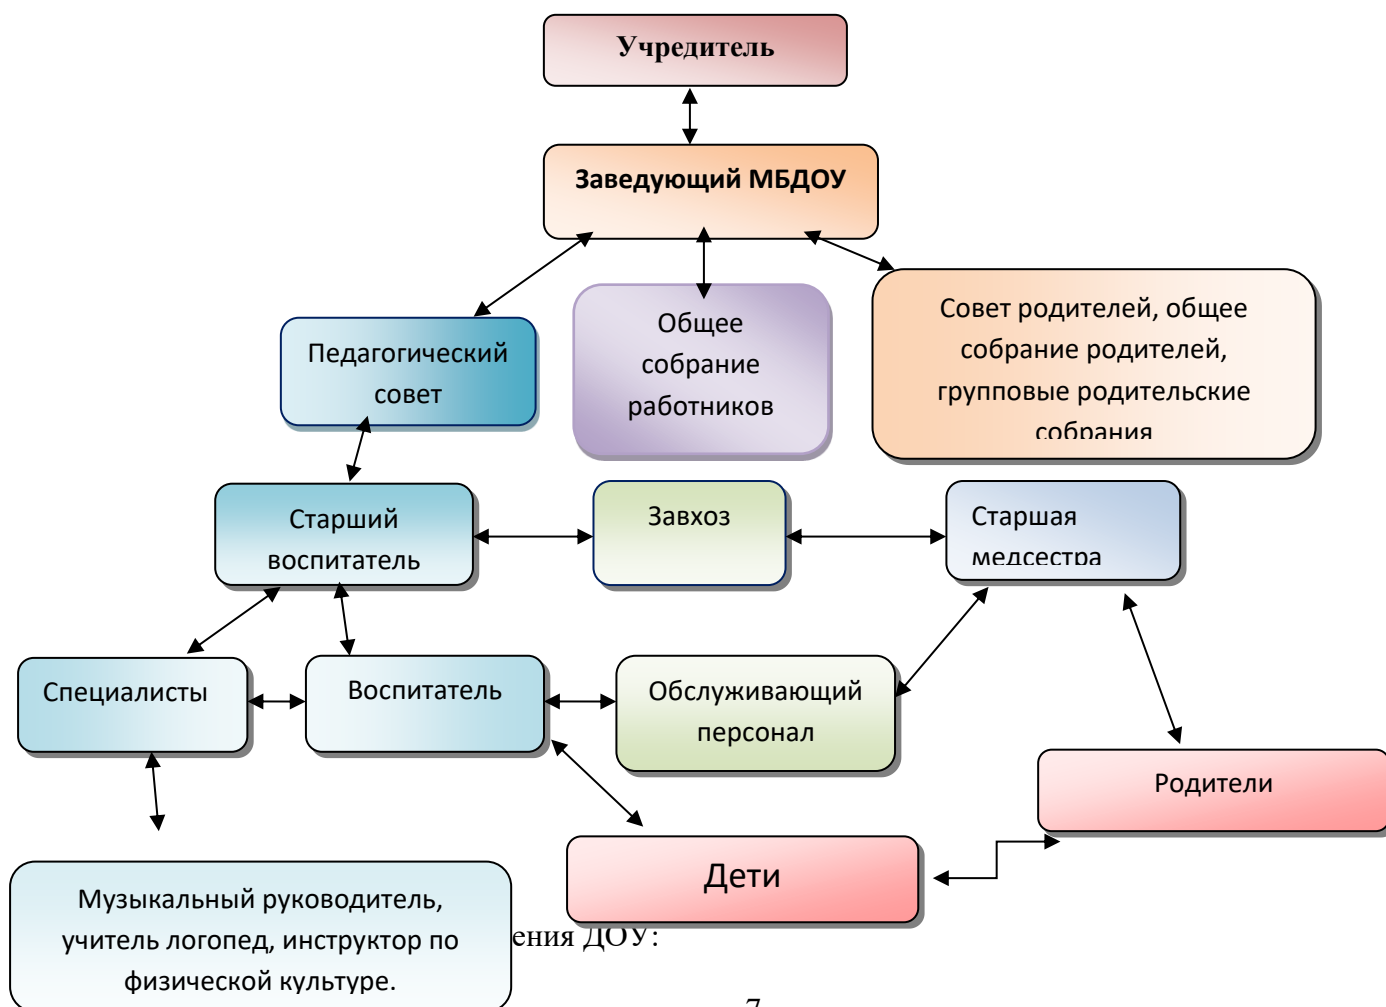 Учредитель
Заведующий МБДОУ
Педагогический
совет
Общее
собрание
работников
Совет родителей, общее
собрание родителей,
групповые родительские
собрания
Старший
воспитатель
Завхоз
Старшая
медсестра
Специалисты
Воспитатель
Обслуживающий
персонал
Родители
Дети
Музыкальный руководитель,
учитель логопед, инструктор по
физической культуре.
ения ДОУ:
7